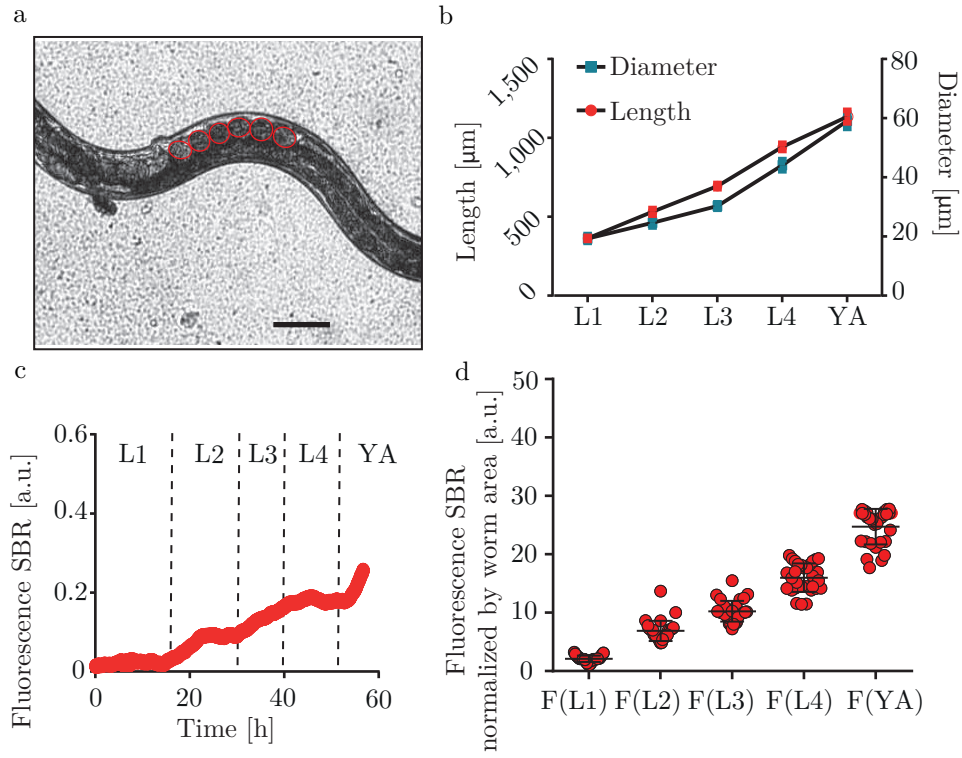 a
b
Diameter
Length
Length [μm]
1,500
1,000
500
0
80
60
40
20
0
Diameter [μm]
L1 L2 L3 L4 YA
c
Fluorescence SBR [a.u.]
0.6
0.4
0.2
0
L1 L2 L3 L4 YA
0 20 40 60
Time [h]
d
Fluorescence SBR
normalized by worm area [a.u.]
50
40
30
20
10
0
F(L1) F(L2) F(L3) F(L4) F(YA)